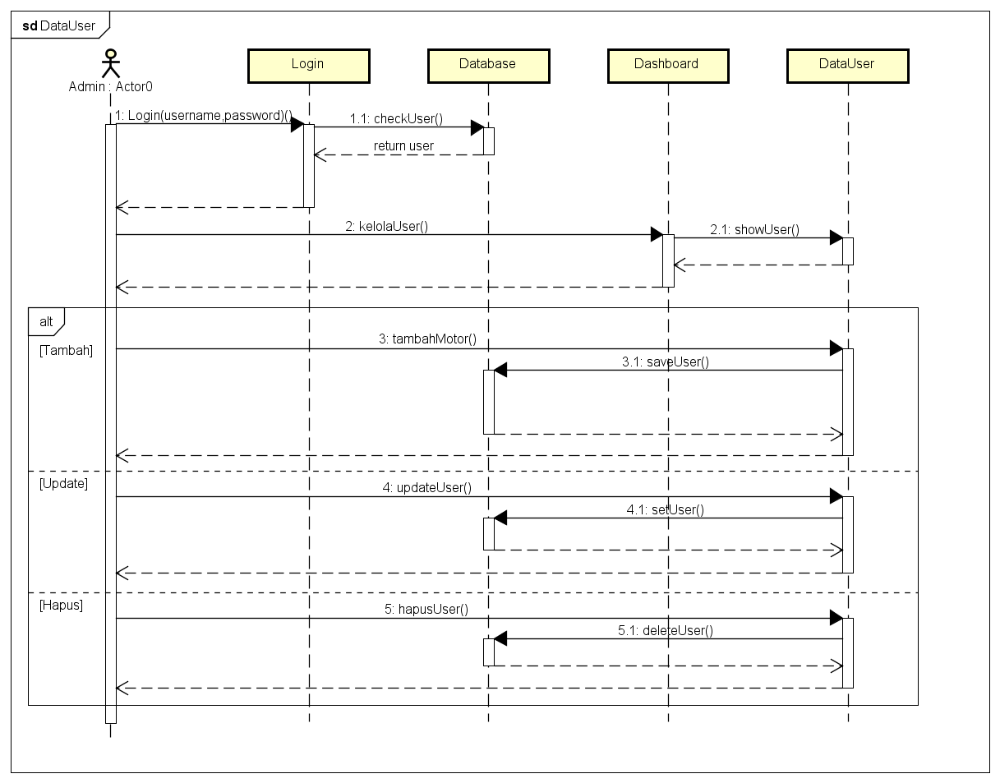 sd DataUser
Admin : Actor0
Login
Database
Dashboard
DataUser
1: Login(username,password)()
1.1: checkUser()
return user
2: kelolaUser()
2.1: showUser()
alt
[Tambah]
3: tambahMotor()
3.1: saveUser()
[Update]
4: updateUser()
4.1: setUser()
[Hapus]
5: hapusUser()
5.1: deleteUser()